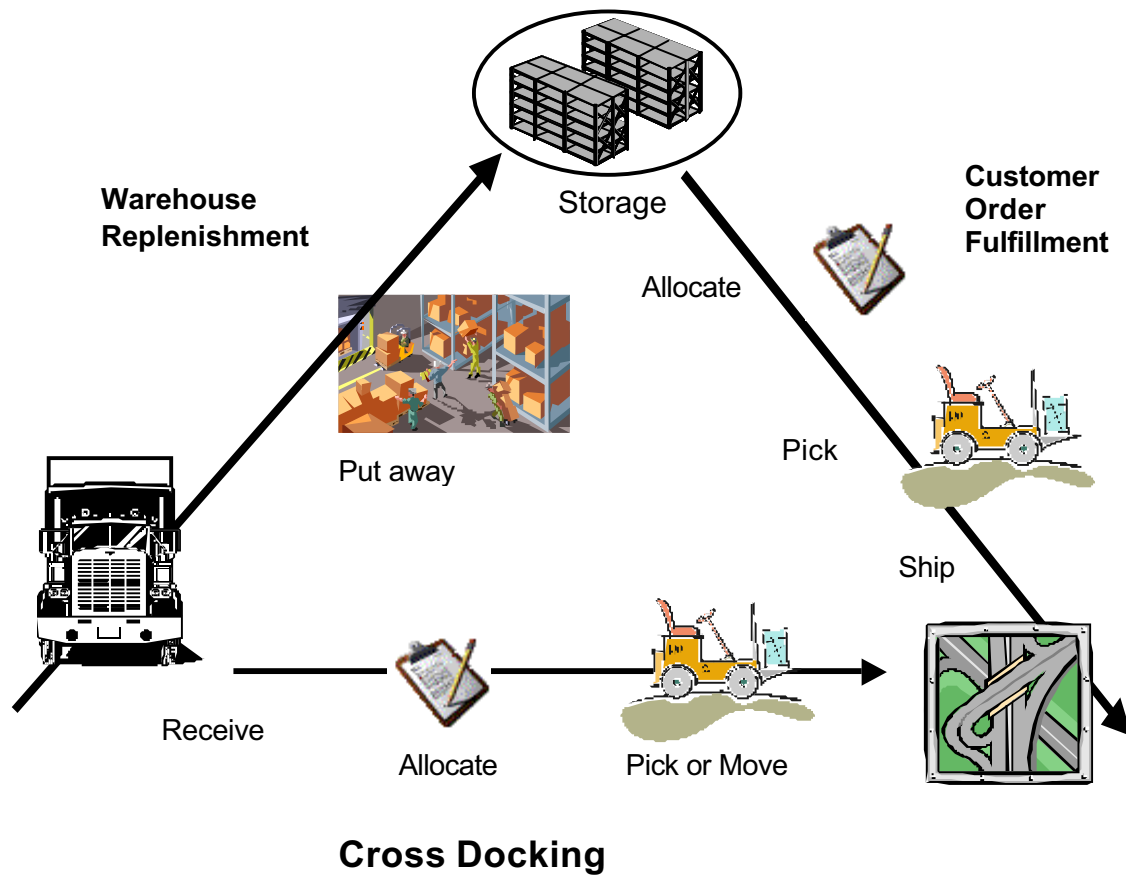 Storage
Warehouse
Replenishment
Customer
Order
Fulfillment
Allocate
Put away
Pick
Ship
Receive
Allocate
Pick or Move
Cross Docking